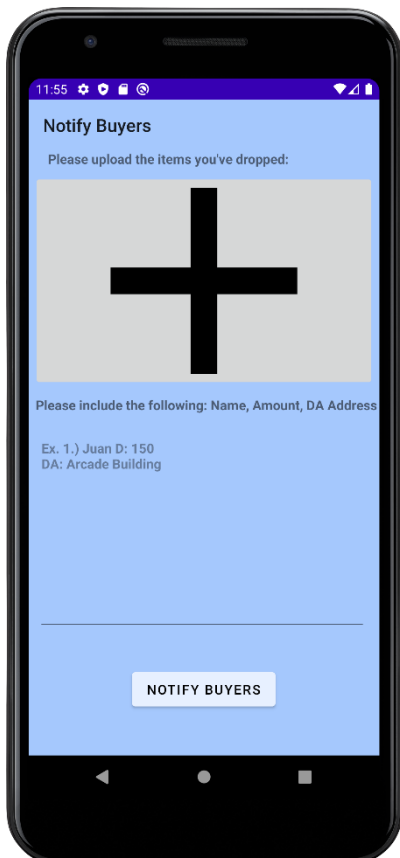 11:55
Notify Buyers
Please upload the items you've dropped:
Please include the following: Name, Amount, DA Address
Ex. 1.) Juan D: 150
DA: Arcade Building
NOTIFY BUYERS